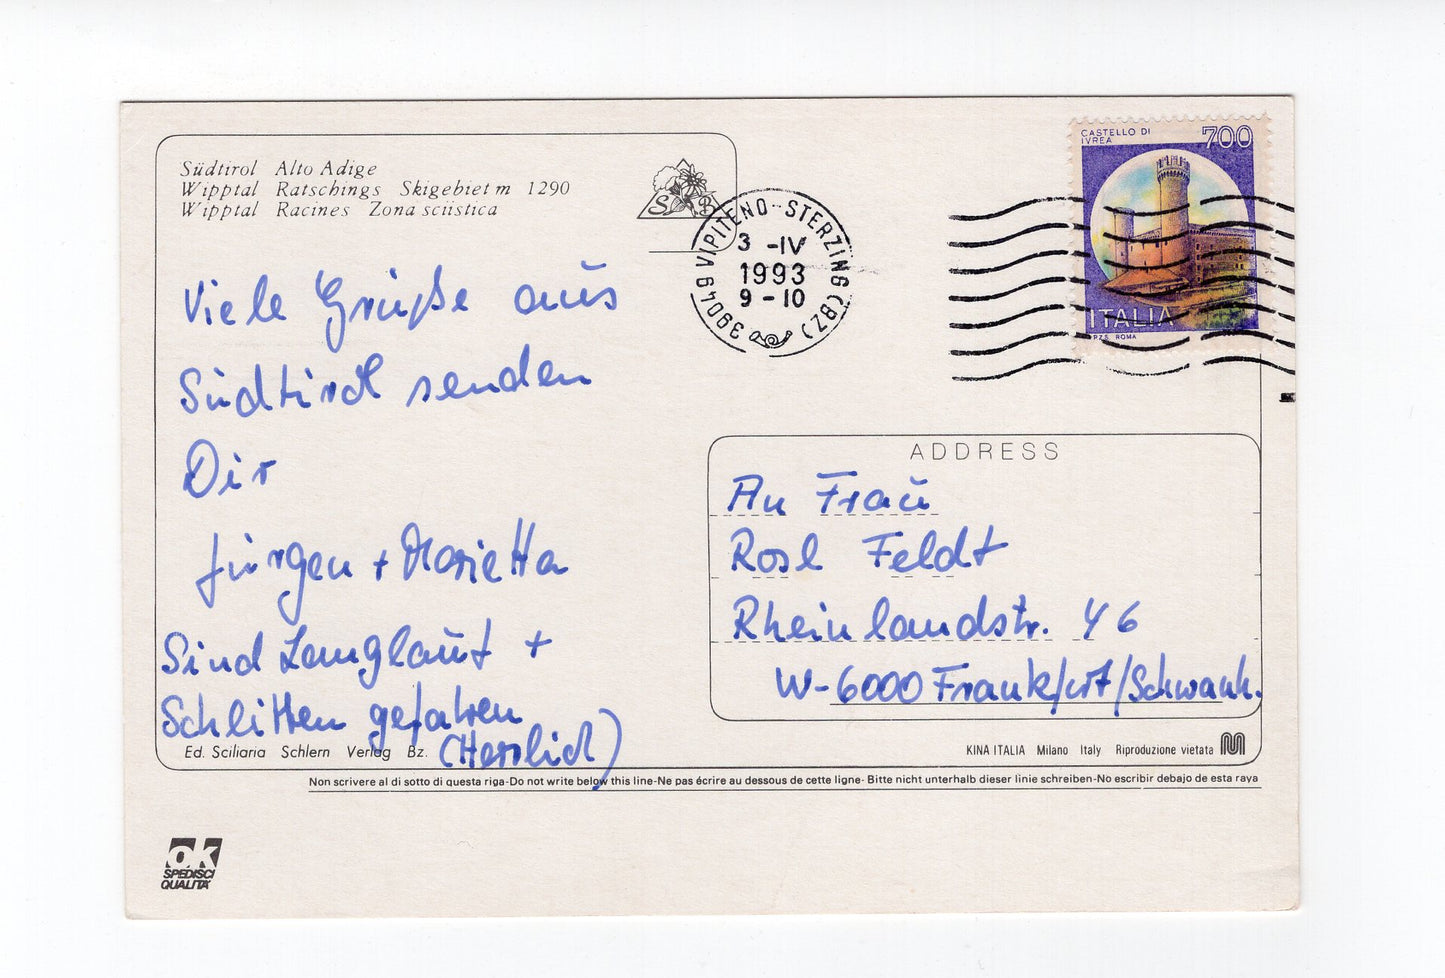 Südtirol Alto Adige
Wipptal Ratschings Skigebiet m 1290
Wipptal Racines Zona sciistica
S B
39049 VIPITENO - STERZING (BZ)
3 -IV
1993
9 - 10
CASTELLO DI
IVREA
700
ITALIA
I.P.Z.S. ROMA
Viele Grüße aus
Südtirol senden
Dir
Jürgen + Marietta
Sind Langlauf +
Schlitten gefahren
(Herrlich)
ADDRESS
An Frau
Rosl Feldt
Rheinlandstr. 46
W-6000 Frankfurt/Schwanh.
Ed. Sciliaria Schlern Verlag Bz.
KINA ITALIA Milano Italy Riproduzione vietata
Non scrivere al di sotto di questa riga-Do not write below this line-Ne pas écrire au dessous de cette ligne- Bitte nicht unterhalb dieser linie schreiben-No escribir debajo de esta raya
ok
SPEDISCI
QUALITÀ